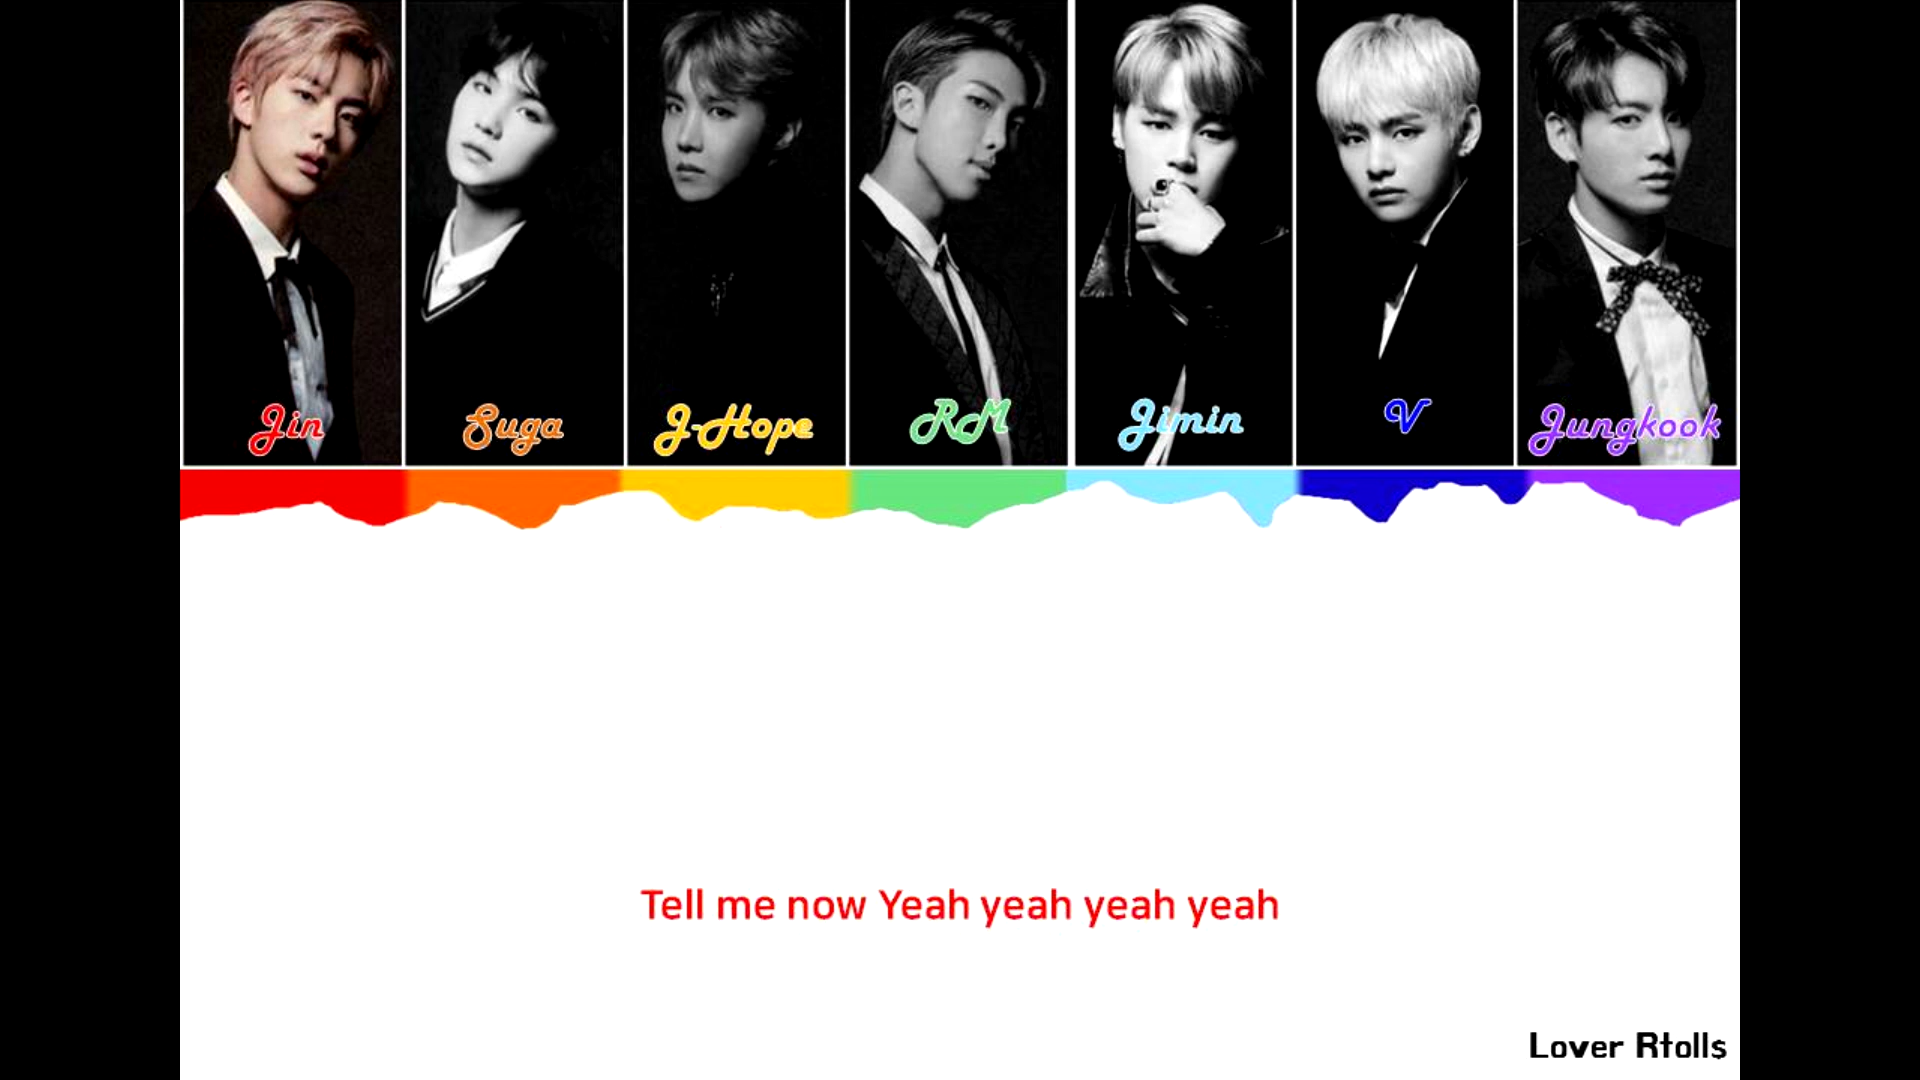 Jin
Suga
J-Hope
RM
Jimin
V
Jungkook
Tell me now Yeah yeah yeah yeah
Lover Rtolls